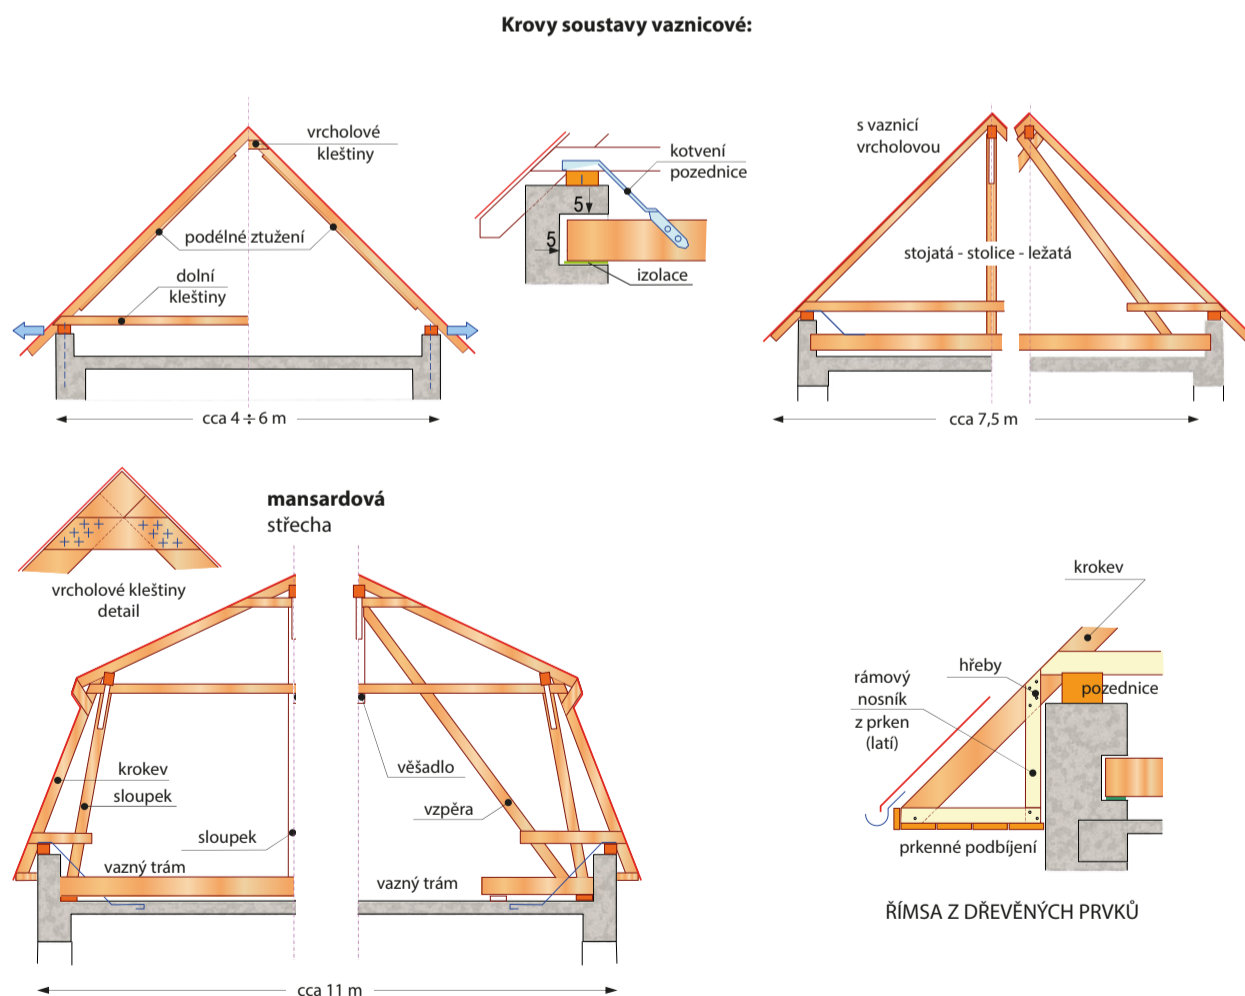 Krovy soustavy vaznicové:
vrcholové
kleštiny
podélné ztužení
dolní
kleštiny
cca 4 ÷ 6 m
kotvení
pozednice
5
5
izolace
s vaznicí
vrcholovou
stojatá - stolice - ležatá
cca 7,5 m
vrcholové kleštiny
detail
mansardová
střecha
krokev
sloupek
sloupek
vazný trám
věšadlo
vzpěra
vazný trám
cca 11 m
krokev
hřeby
rámový
nosník
z prken
(latí)
pozednice
prkenné podbíjení
ŘÍMSA Z DŘEVĚNÝCH PRVKŮ